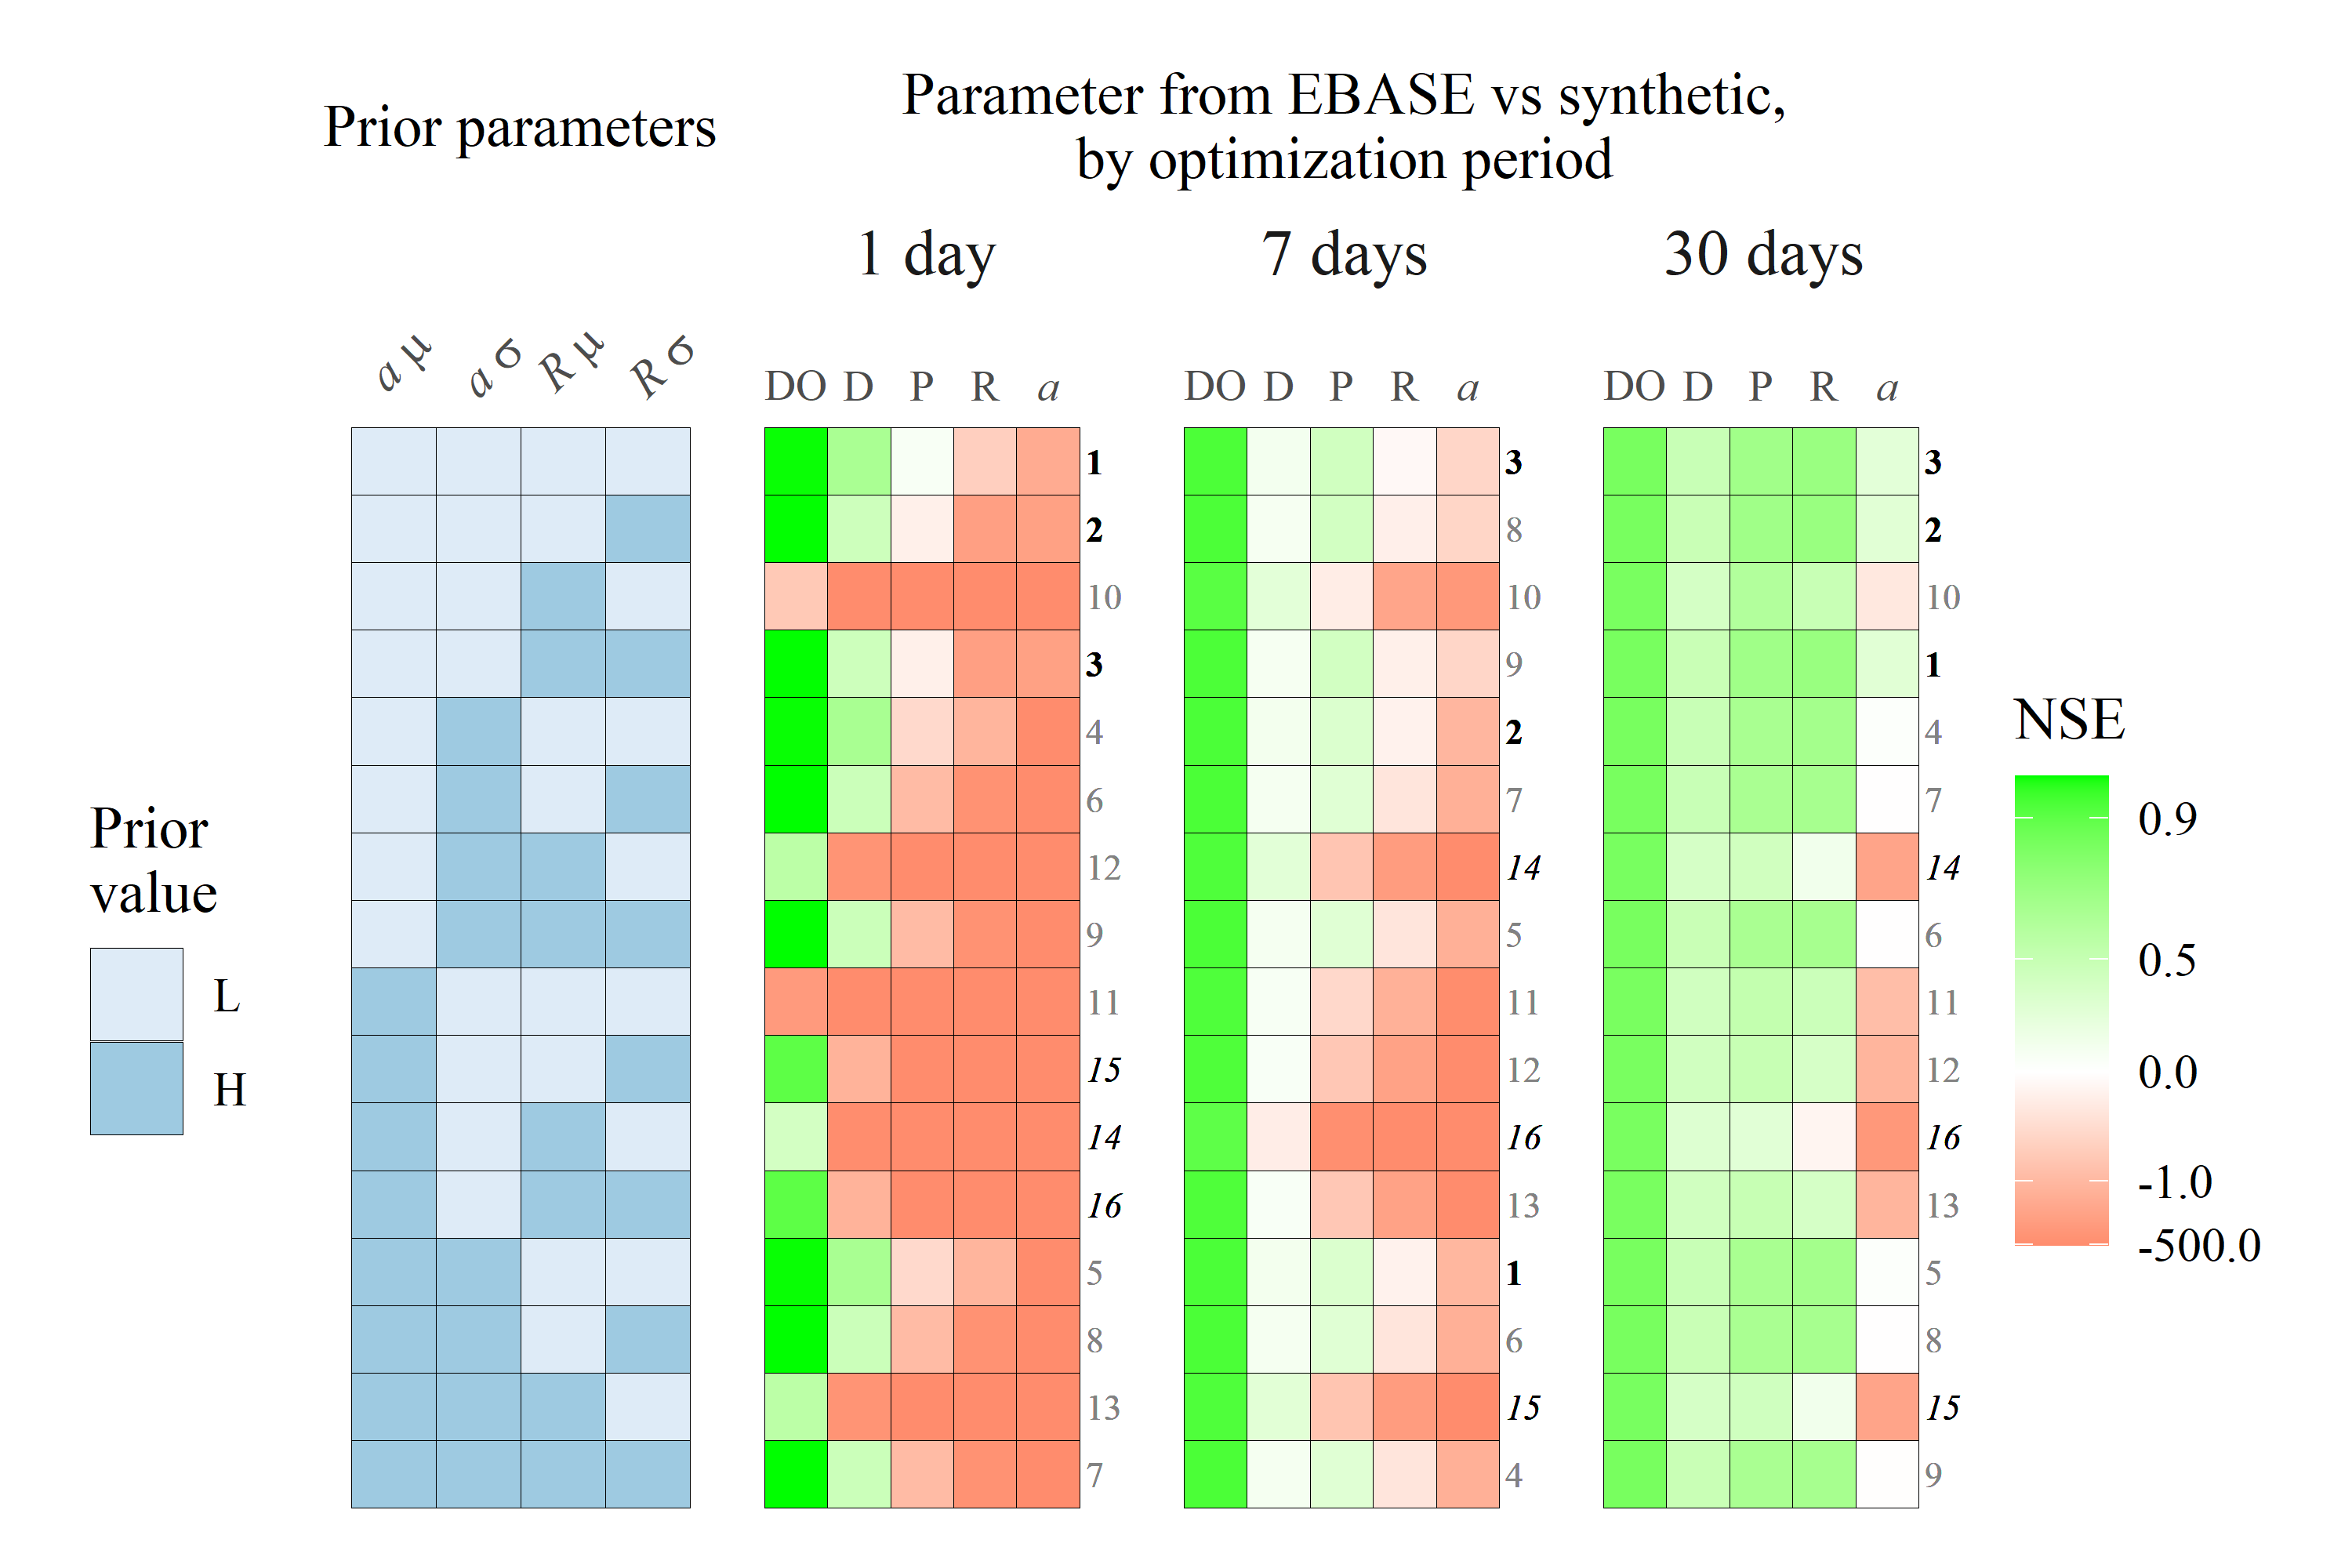 Prior parameters
Parameter from EBASE vs synthetic,
by optimization period
1 day
7 days
30 days
a μ
a σ
R μ
R σ
DO D P R a
DO D P R a
DO D P R a
1 3 3
2 8 2
10 10 10
3 9 1
4 2 4
6 7 7
12 14 14
9 5 6
11 11 11
15 12 12
14 16 16
16 13 13
5 1 5
8 6 8
13 15 15
7 4 9
Prior
value
L
H
NSE
0.9
0.5
0.0
-1.0
-500.0